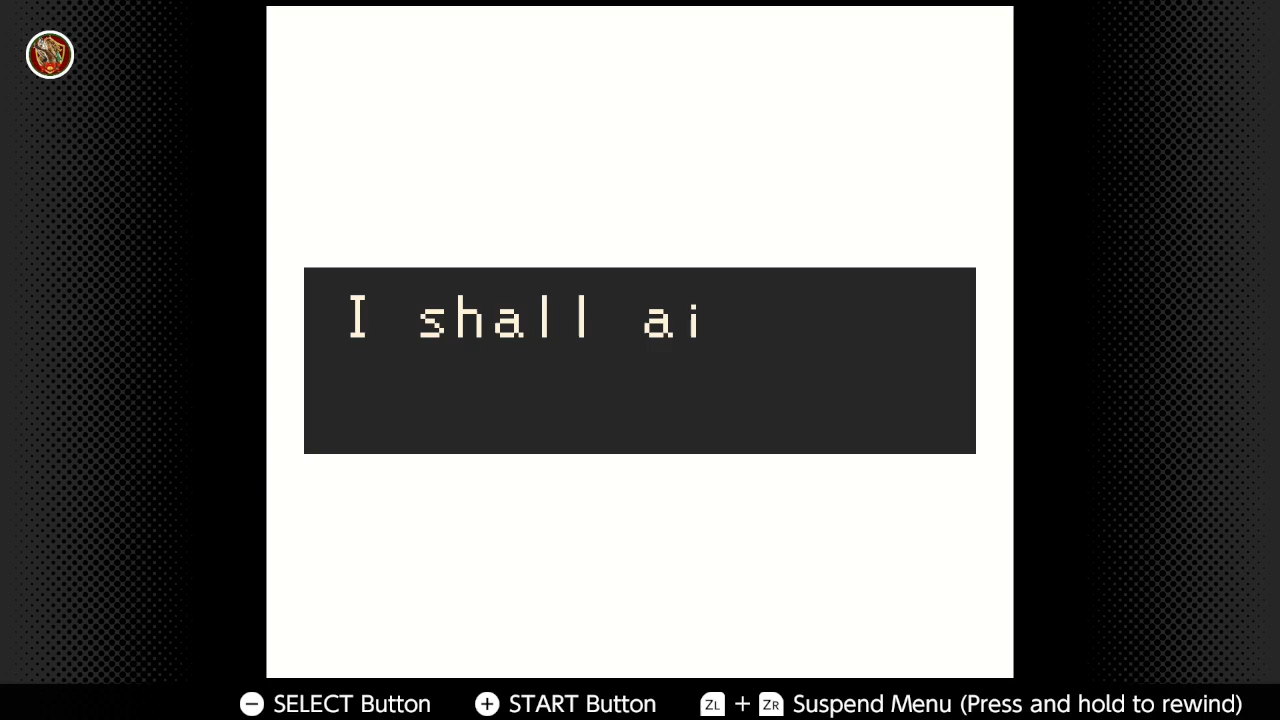 I shall ai
SELECT Button START Button ZL + ZR Suspend Menu (Press and hold to rewind)